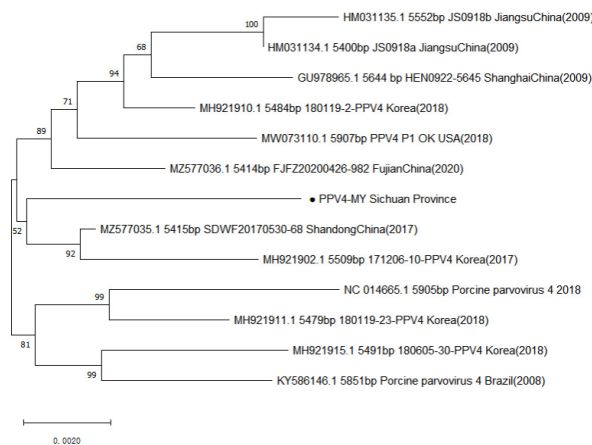 HM031135.1 5552bp JS0918b JiangsuChina(2009)
100
HM031134.1 5400bp JS0918a JiangsuChina(2009)
68
GU978965.1 5644 bp HEN0922-5645 ShanghaiChina(2009)
94
MH921910.1 5484bp 180119-2-PPV4 Korea(2018)
71
MW073110.1 5907bp PPV4 P1 OK USA(2018)
89
MZ577036.1 5414bp FJFZ20200426-982 FujianChina(2020)
● PPV4-MY Sichuan Province
52
MZ577035.1 5415bp SDWF20170530-68 ShandongChina(2017)
92
MH921902.1 5509bp 171206-10-PPV4 Korea(2017)
NC 014665.1 5905bp Porcine parvovirus 4 2018
99
MH921911.1 5479bp 180119-23-PPV4 Korea(2018)
81
MH921915.1 5491bp 180605-30-PPV4 Korea(2018)
99
KY586146.1 5851bp Porcine parvovirus 4 Brazil(2008)
0.0020